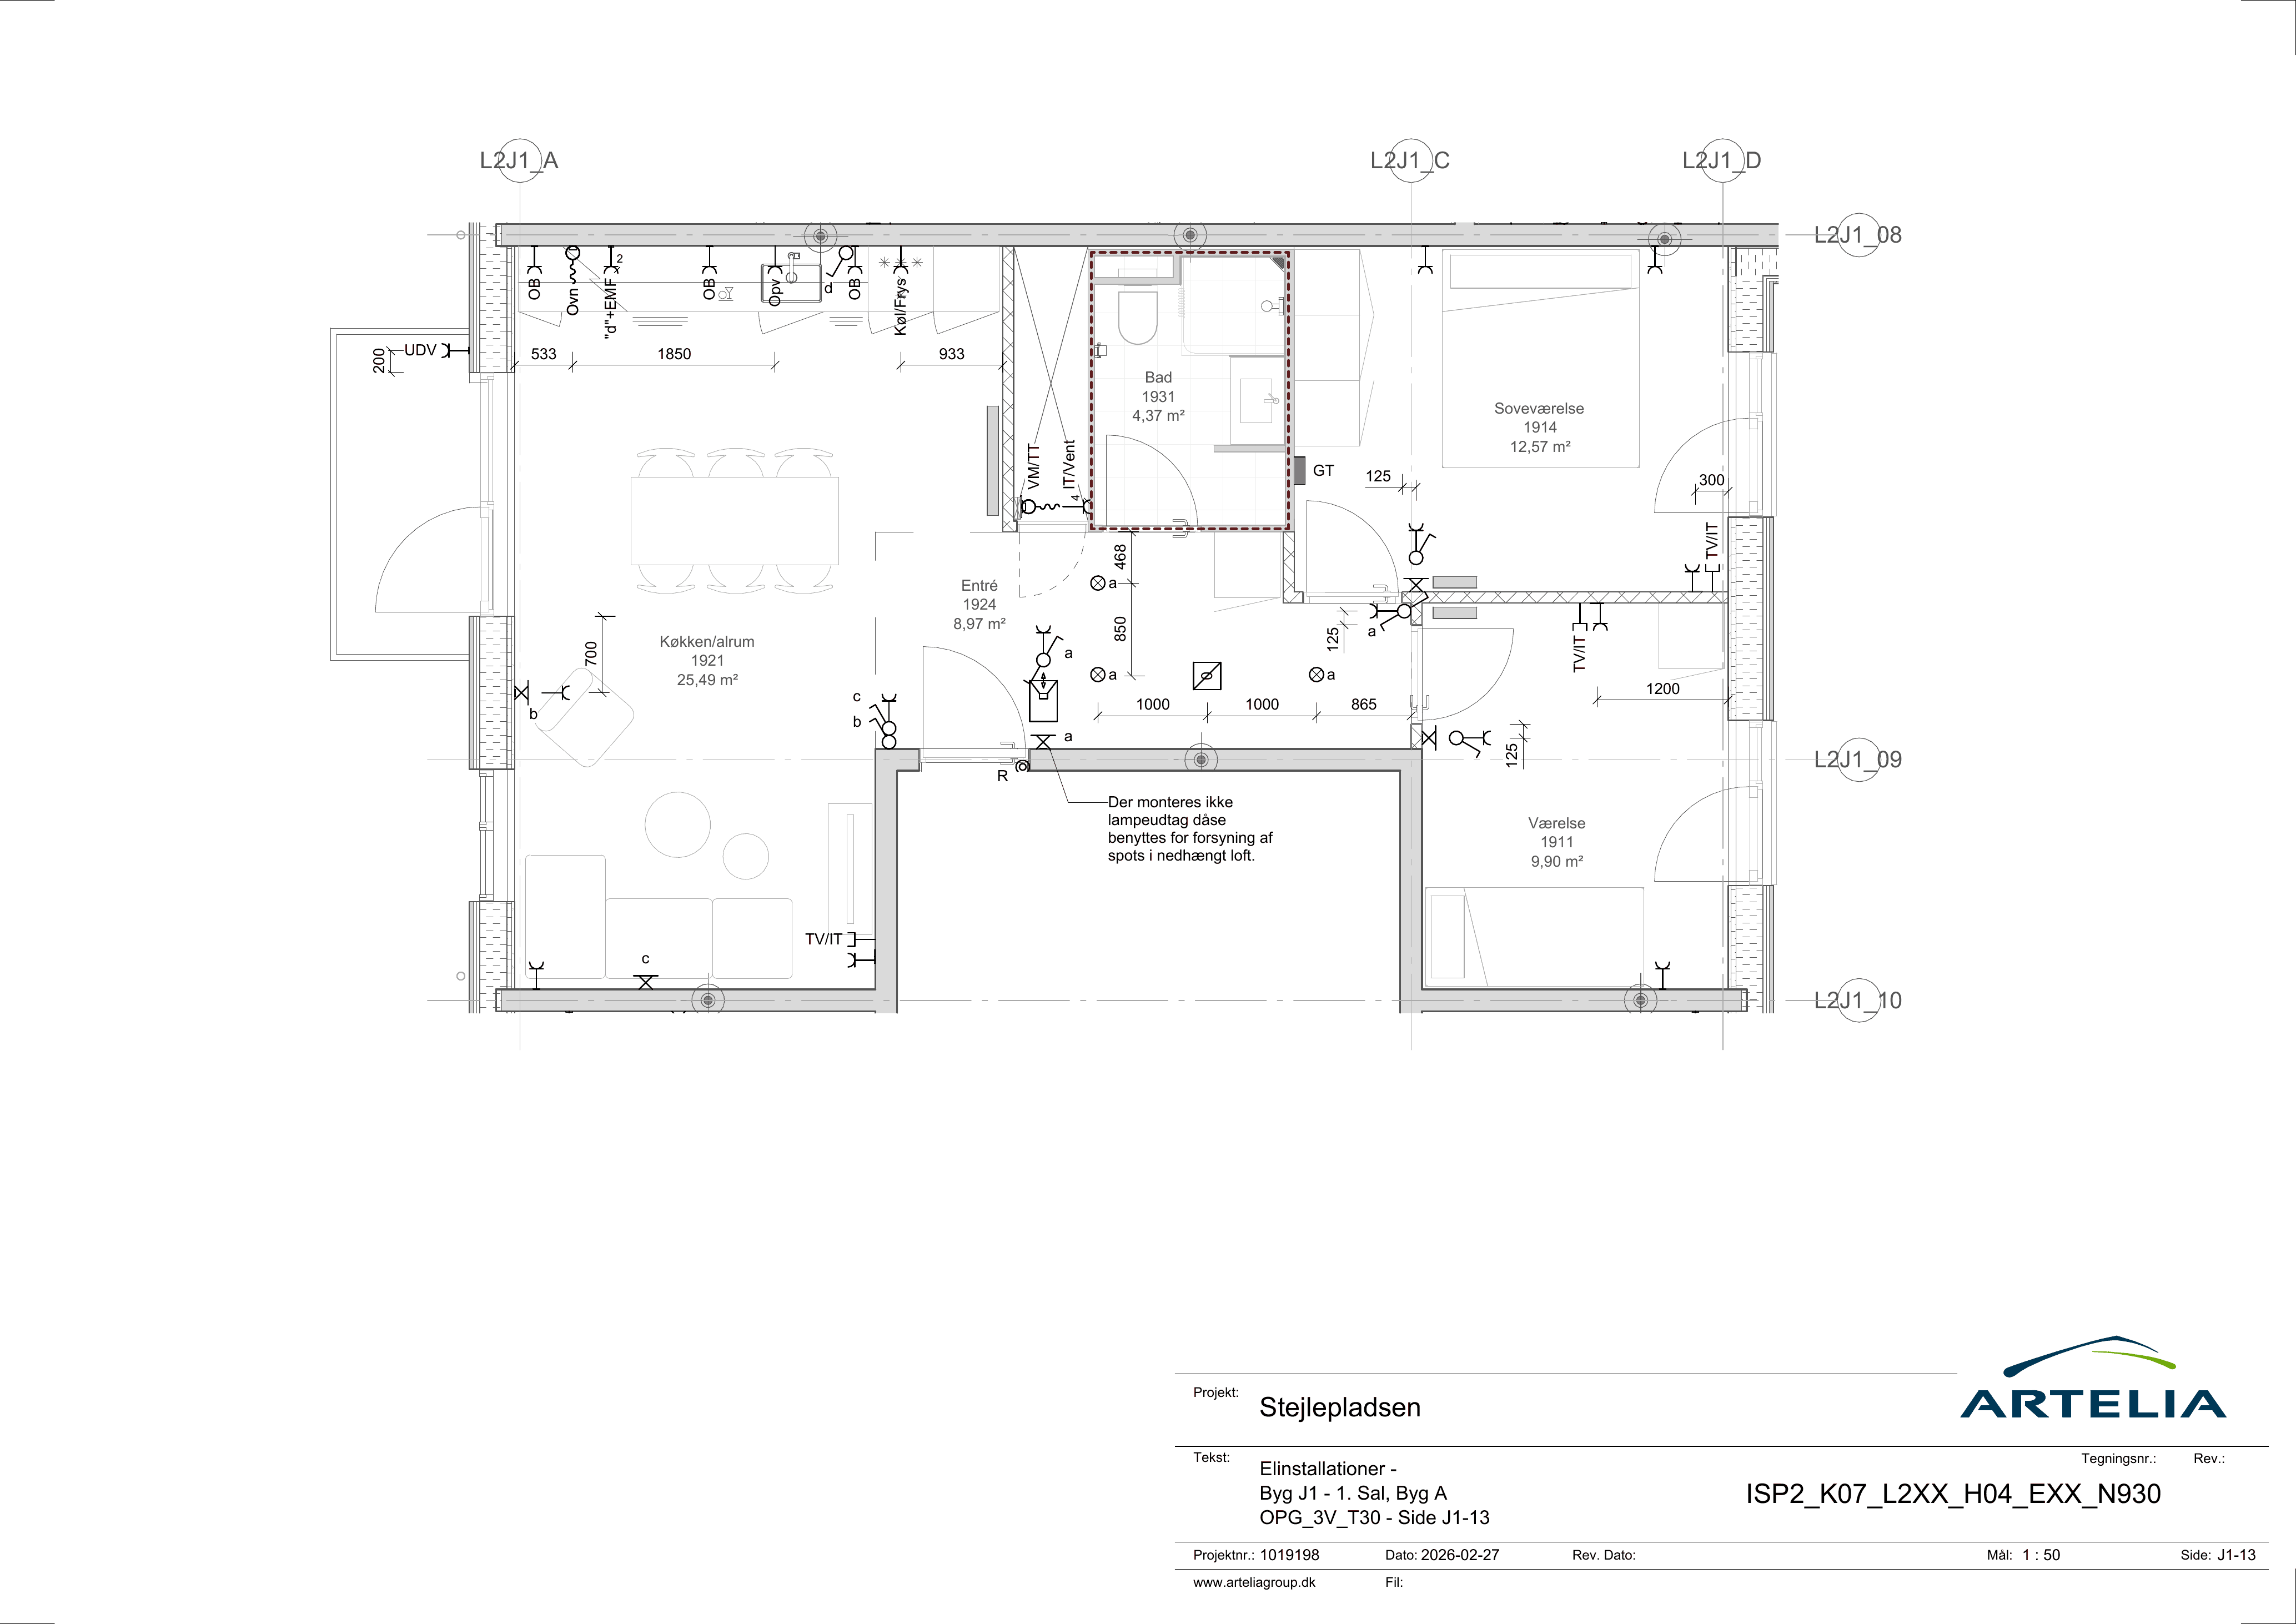 L2J1_A
L2J1_C
L2J1_D
L2J1_08
OB
Ovn
"d"+EMF
2
OB
Opv
d
OB
Køl/Frys
UDV
200
533
1850
933
Bad
1931
4,37 m²
Soveværelse
1914
12,57 m²
VM/TT
IT/Vent
4
GT
125
300
TV/IT
468
a
850
Entré
1924
8,97 m²
a
125
TV/IT
Køkken/alrum
1921
25,49 m²
700
a
a
a
b
c
b
1000
1000
865
1200
a
125
L2J1_09
R
Der monteres ikke
lampeudtag dåse
benyttes for forsyning af
spots i nedhængt loft.
Værelse
1911
9,90 m²
TV/IT
c
L2J1_10
ARTELIA
Projekt:
Stejlepladsen
Tekst:
Elinstallationer -
Byg J1 - 1. Sal, Byg A
OPG_3V_T30 - Side J1-13
Tegningsnr.:
Rev.:
ISP2_K07_L2XX_H04_EXX_N930
Projektnr.: 1019198
Dato: 2026-02-27
Rev. Dato:
Mål: 1 : 50
Side: J1-13
www.arteliagroup.dk
Fil: